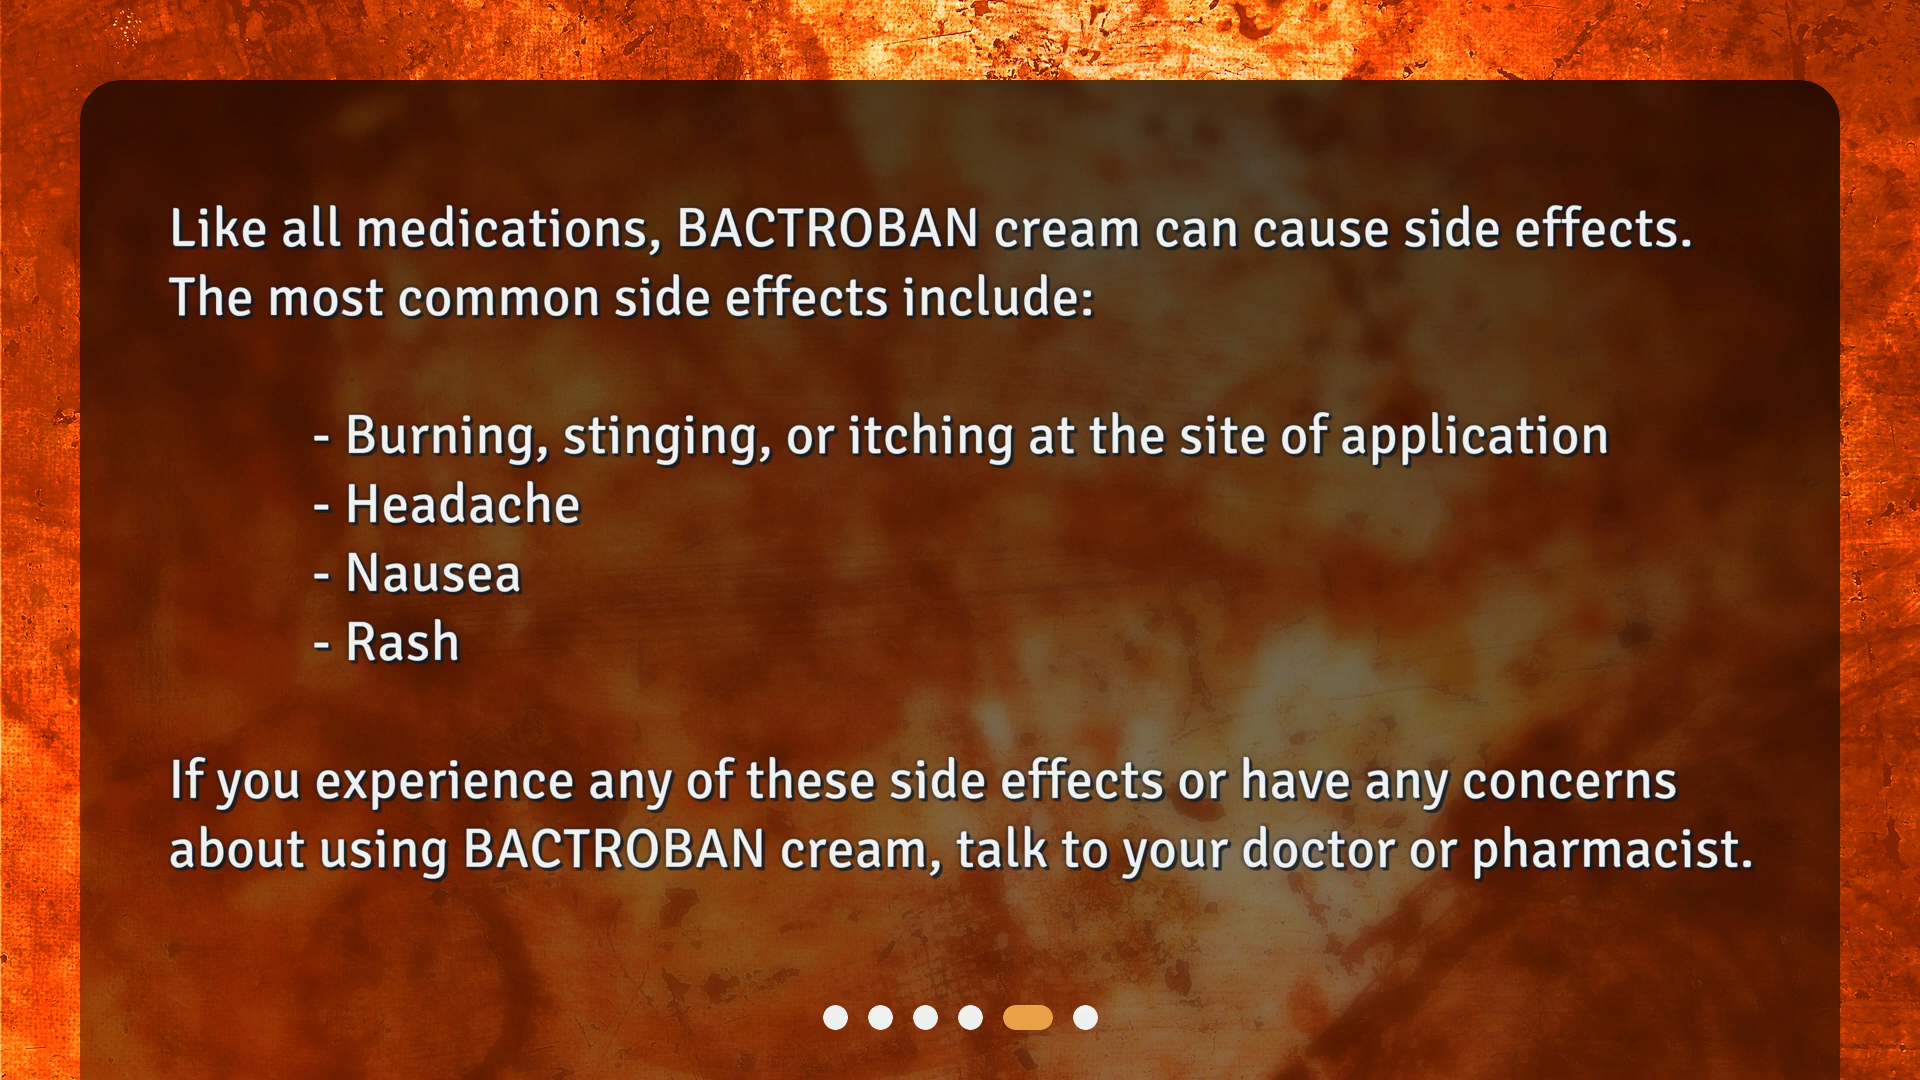 Like all medications, BACTROBAN cream can cause side effects.
The most common side effects include:
- Burning, stinging, or itching at the site of application
- Headache
- Nausea
- Rash
If you experience any of these side effects or have any concerns
about using BACTROBAN cream, talk to your doctor or pharmacist.